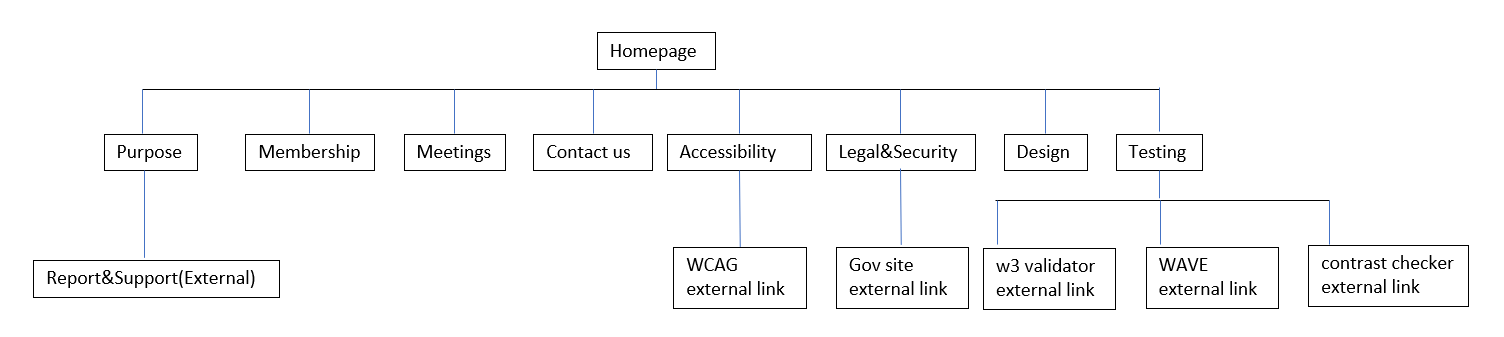 Homepage
Purpose
Membership
Meetings
Contact us
Accessibility
Legal&Security
Design
Testing
Report&Support(External)
WCAG
external link
Gov site
external link
w3 validator
external link
WAVE
external link
contrast checker
external link